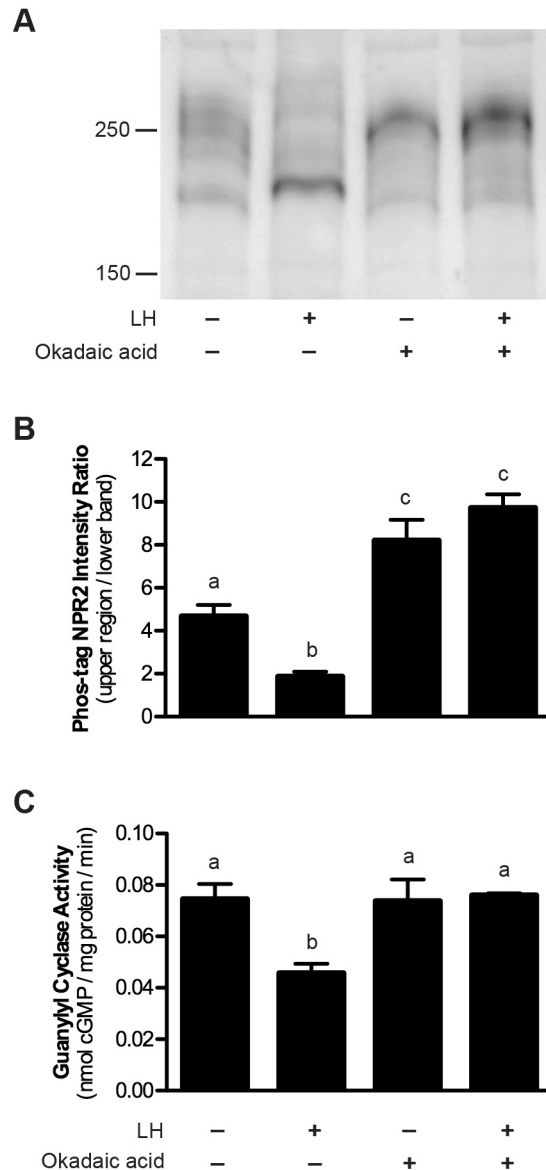 A
250
150
LH – + – +
Okadaic acid – – + +
B
Phos-tag NPR2 Intensity Ratio
(upper region / lower band)
12
10
8
6
4
2
0
a
b
c
c
C
Guanylyl Cyclase Activity
(nmol cGMP / mg protein / min)
0.10
0.08
0.06
0.04
0.02
0.00
a
b
a
a
LH – + – +
Okadaic acid – – + +